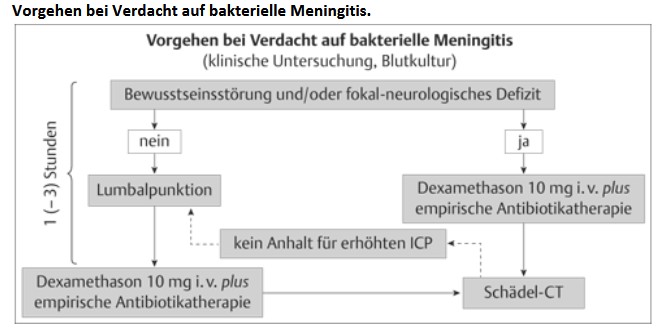 Vorgehen bei Verdacht auf bakterielle Meningitis.
Vorgehen bei Verdacht auf bakterielle Meningitis
(klinische Untersuchung, Blutkultur)
Bewusstseinsstörung und/oder fokal-neurologisches Defizit
nein
ja
1 (–3) Stunden
Lumbalpunktion
Dexamethason 10 mg i. v. plus
empirische Antibiotikatherapie
kein Anhalt für erhöhten ICP
Dexamethason 10 mg i. v. plus
empirische Antibiotikatherapie
Schädel-CT